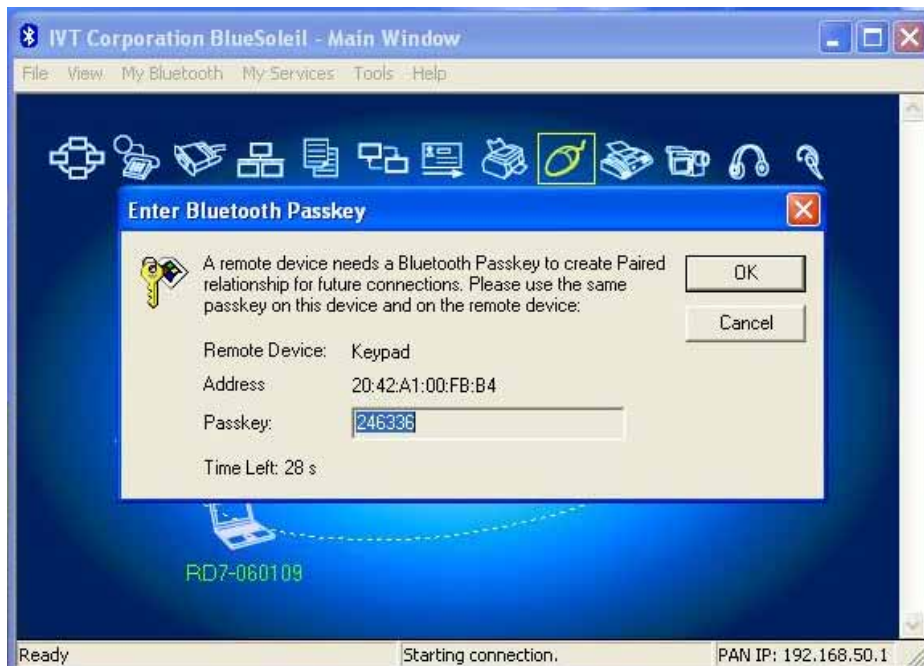 IVT Corporation BlueSoleil - Main Window
File View My Bluetooth My Services Tools Help
Enter Bluetooth Passkey
A remote device needs a Bluetooth Passkey to create Paired
relationship for future connections. Please use the same
passkey on this device and on the remote device:
OK
Cancel
Remote Device: Keypad
Address 20:42:A1:00:FB:B4
Passkey: 246336
Time Left: 28 s
RD7-060109
Ready Starting connection. PAN IP: 192.168.50.1